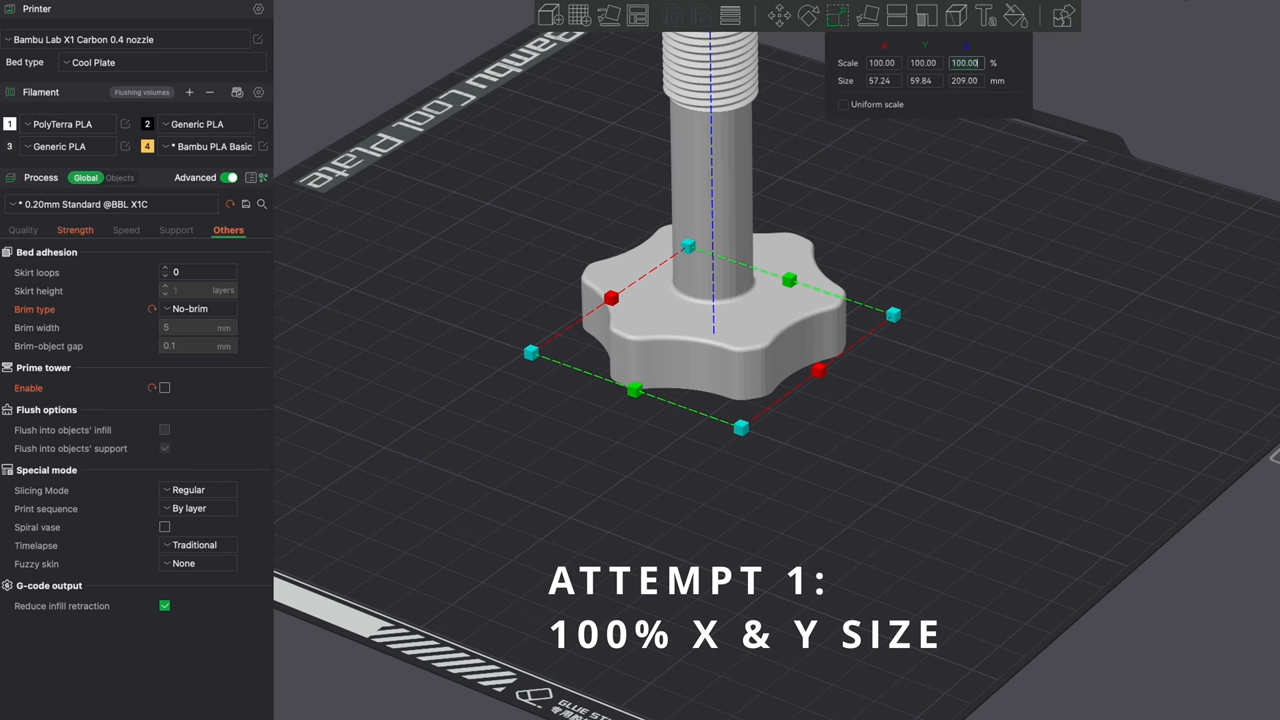 Printer
Bambu Lab X1 Carbon 0.4 nozzle
Bed type
Cool Plate
Filament
Flushing volumes
1 PolyTerra PLA
2 Generic PLA
3 Generic PLA
4 * Bambu PLA Basic
Process Global Objects Advanced
* 0.20mm Standard @BBL X1C
Quality Strength Speed Support Others
Bed adhesion
Skirt loops 0
Skirt height 1 layers
Brim type No-brim
Brim width 5 mm
Brim-object gap 0.1 mm
Prime tower
Enable
Flush options
Flush into objects' infill
Flush into objects' support
Special mode
Slicing Mode Regular
Print sequence By layer
Spiral vase
Timelapse Traditional
Fuzzy skin None
G-code output
Reduce infill retraction
X Y Z
Scale 100.00 100.00 100.00 %
Size 57.24 59.84 209.00 mm
Uniform scale
Bambu Cool Plate
ATTEMPT 1:
100% X & Y SIZE
GLUE